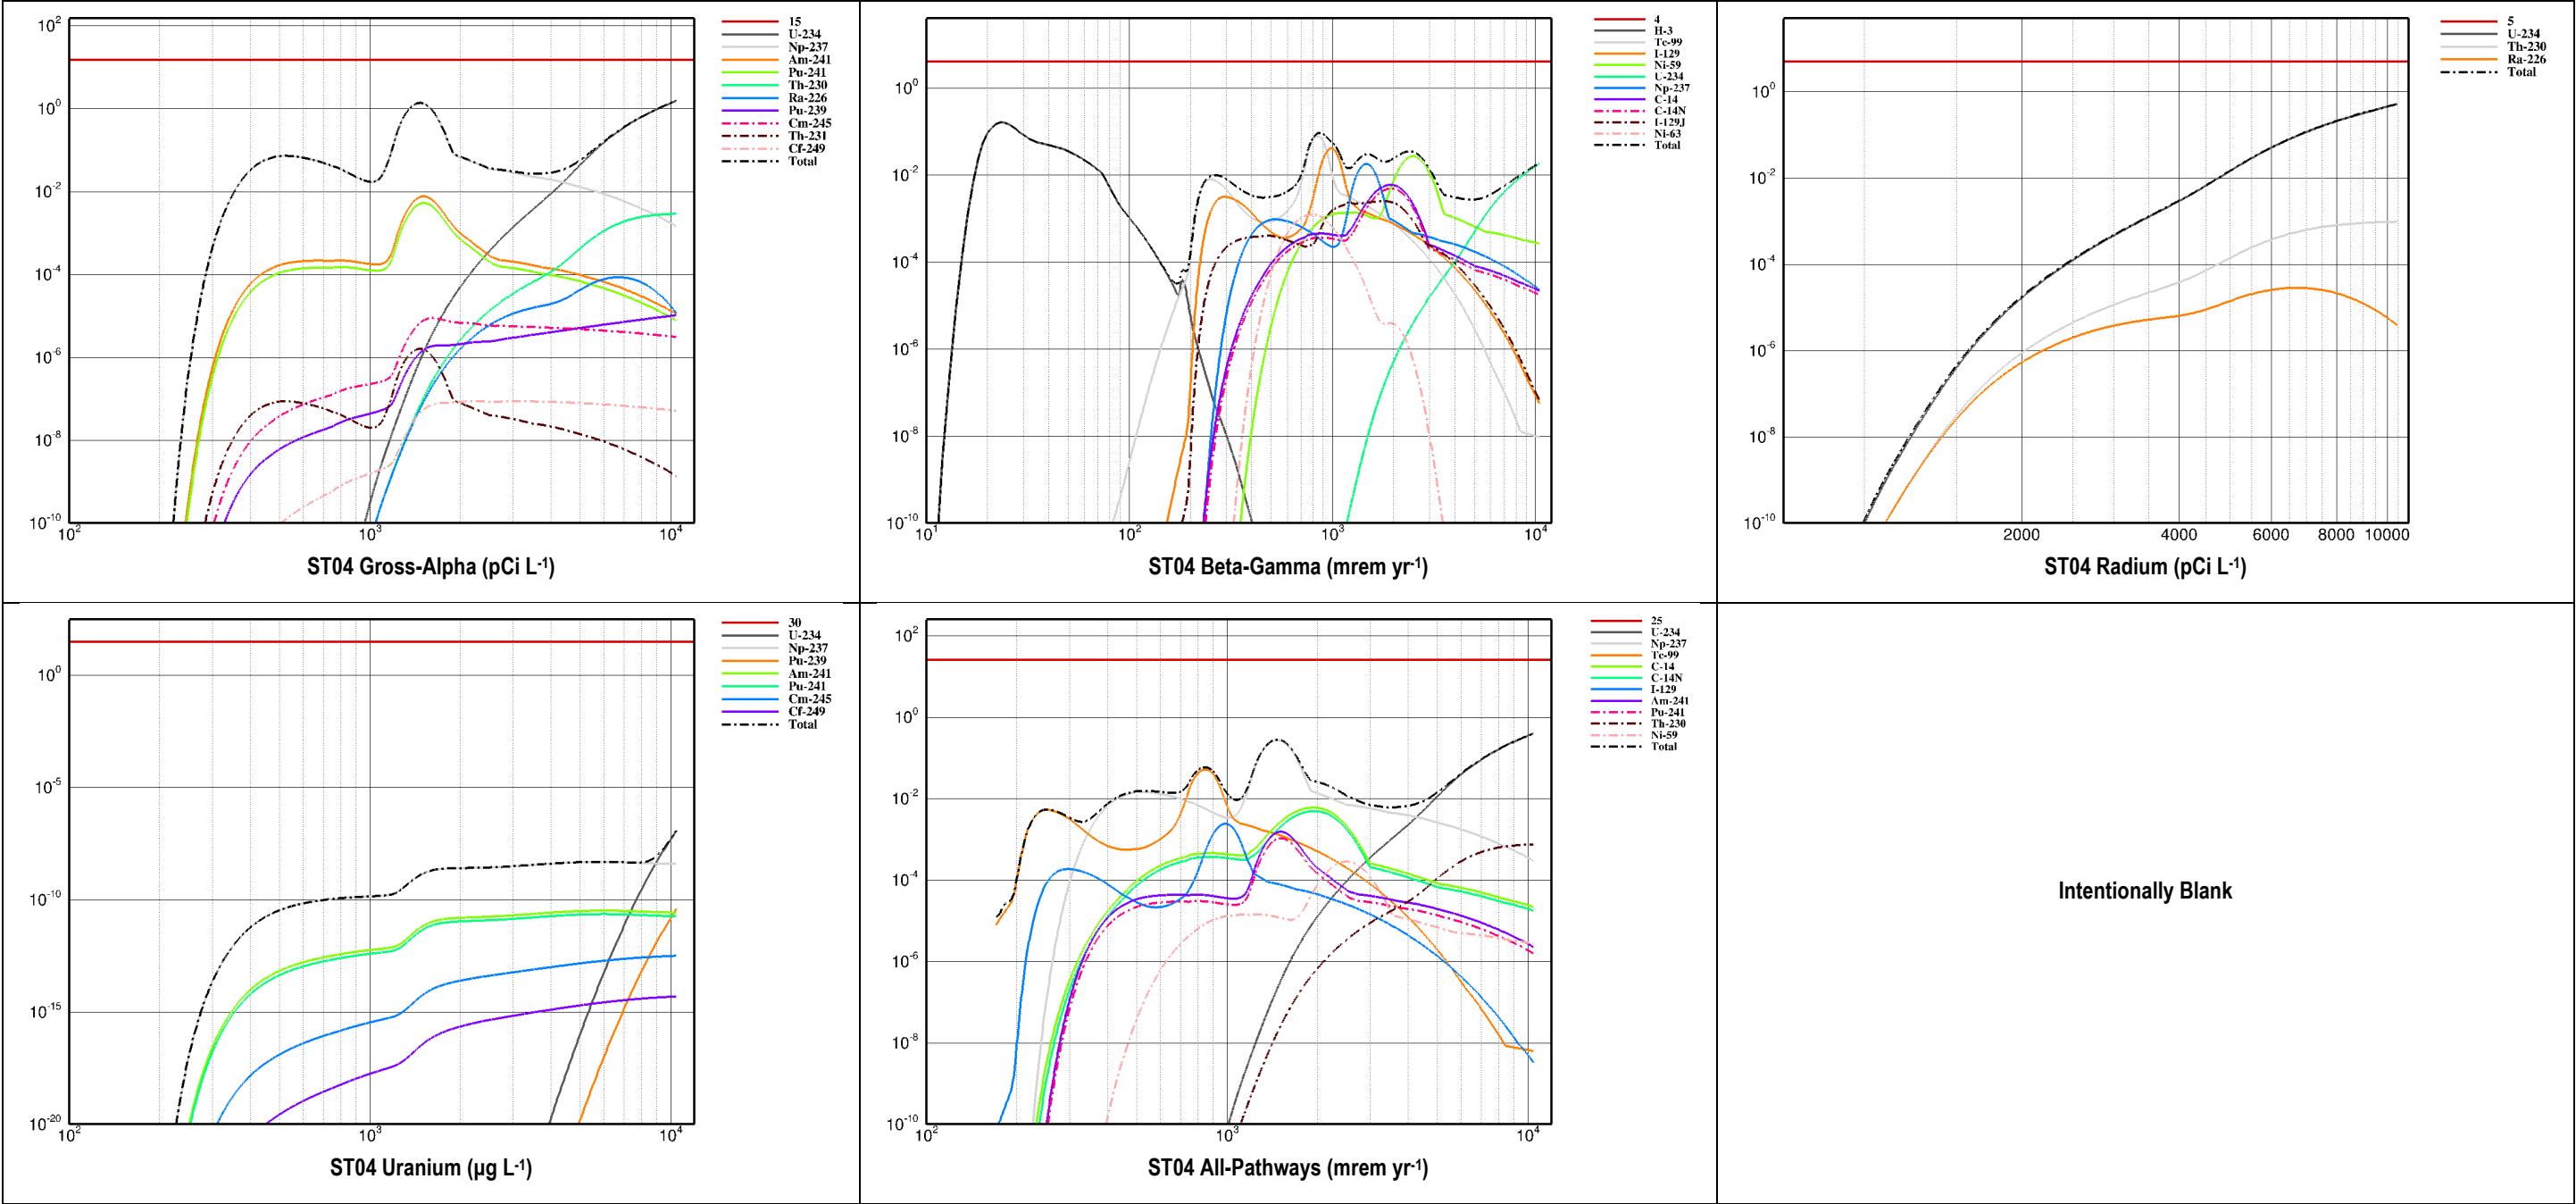 15
U-234
Np-237
Am-241
Pu-241
Th-230
Ra-226
Pu-239
Cm-245
Th-231
Cf-249
Total
10²
10⁰
10⁻²
10⁻⁴
10⁻⁶
10⁻⁸
10⁻¹⁰
10² 10³ 10⁴
ST04 Gross-Alpha (pCi L⁻¹)
4
H-3
Tc-99
I-129
Ni-59
U-234
Np-237
C-14
C-14N
I-129J
Ni-63
Total
10⁰
10⁻²
10⁻⁴
10⁻⁶
10⁻⁸
10⁻¹⁰
10¹ 10² 10³ 10⁴
ST04 Beta-Gamma (mrem yr⁻¹)
5
U-234
Th-230
Ra-226
Total
10⁰
10⁻²
10⁻⁴
10⁻⁶
10⁻⁸
10⁻¹⁰
2000 4000 6000 8000 10000
ST04 Radium (pCi L⁻¹)
30
U-234
Np-237
Pu-239
Am-241
Pu-241
Cm-245
Cf-249
Total
10⁰
10⁻⁵
10⁻¹⁰
10⁻¹⁵
10⁻²⁰
10² 10³ 10⁴
ST04 Uranium (µg L⁻¹)
25
U-234
Np-237
Tc-99
C-14
C-14N
I-129
Am-241
Pu-241
Th-230
Ni-59
Total
10²
10⁰
10⁻²
10⁻⁴
10⁻⁶
10⁻⁸
10⁻¹⁰
10² 10³ 10⁴
ST04 All-Pathways (mrem yr⁻¹)
Intentionally Blank